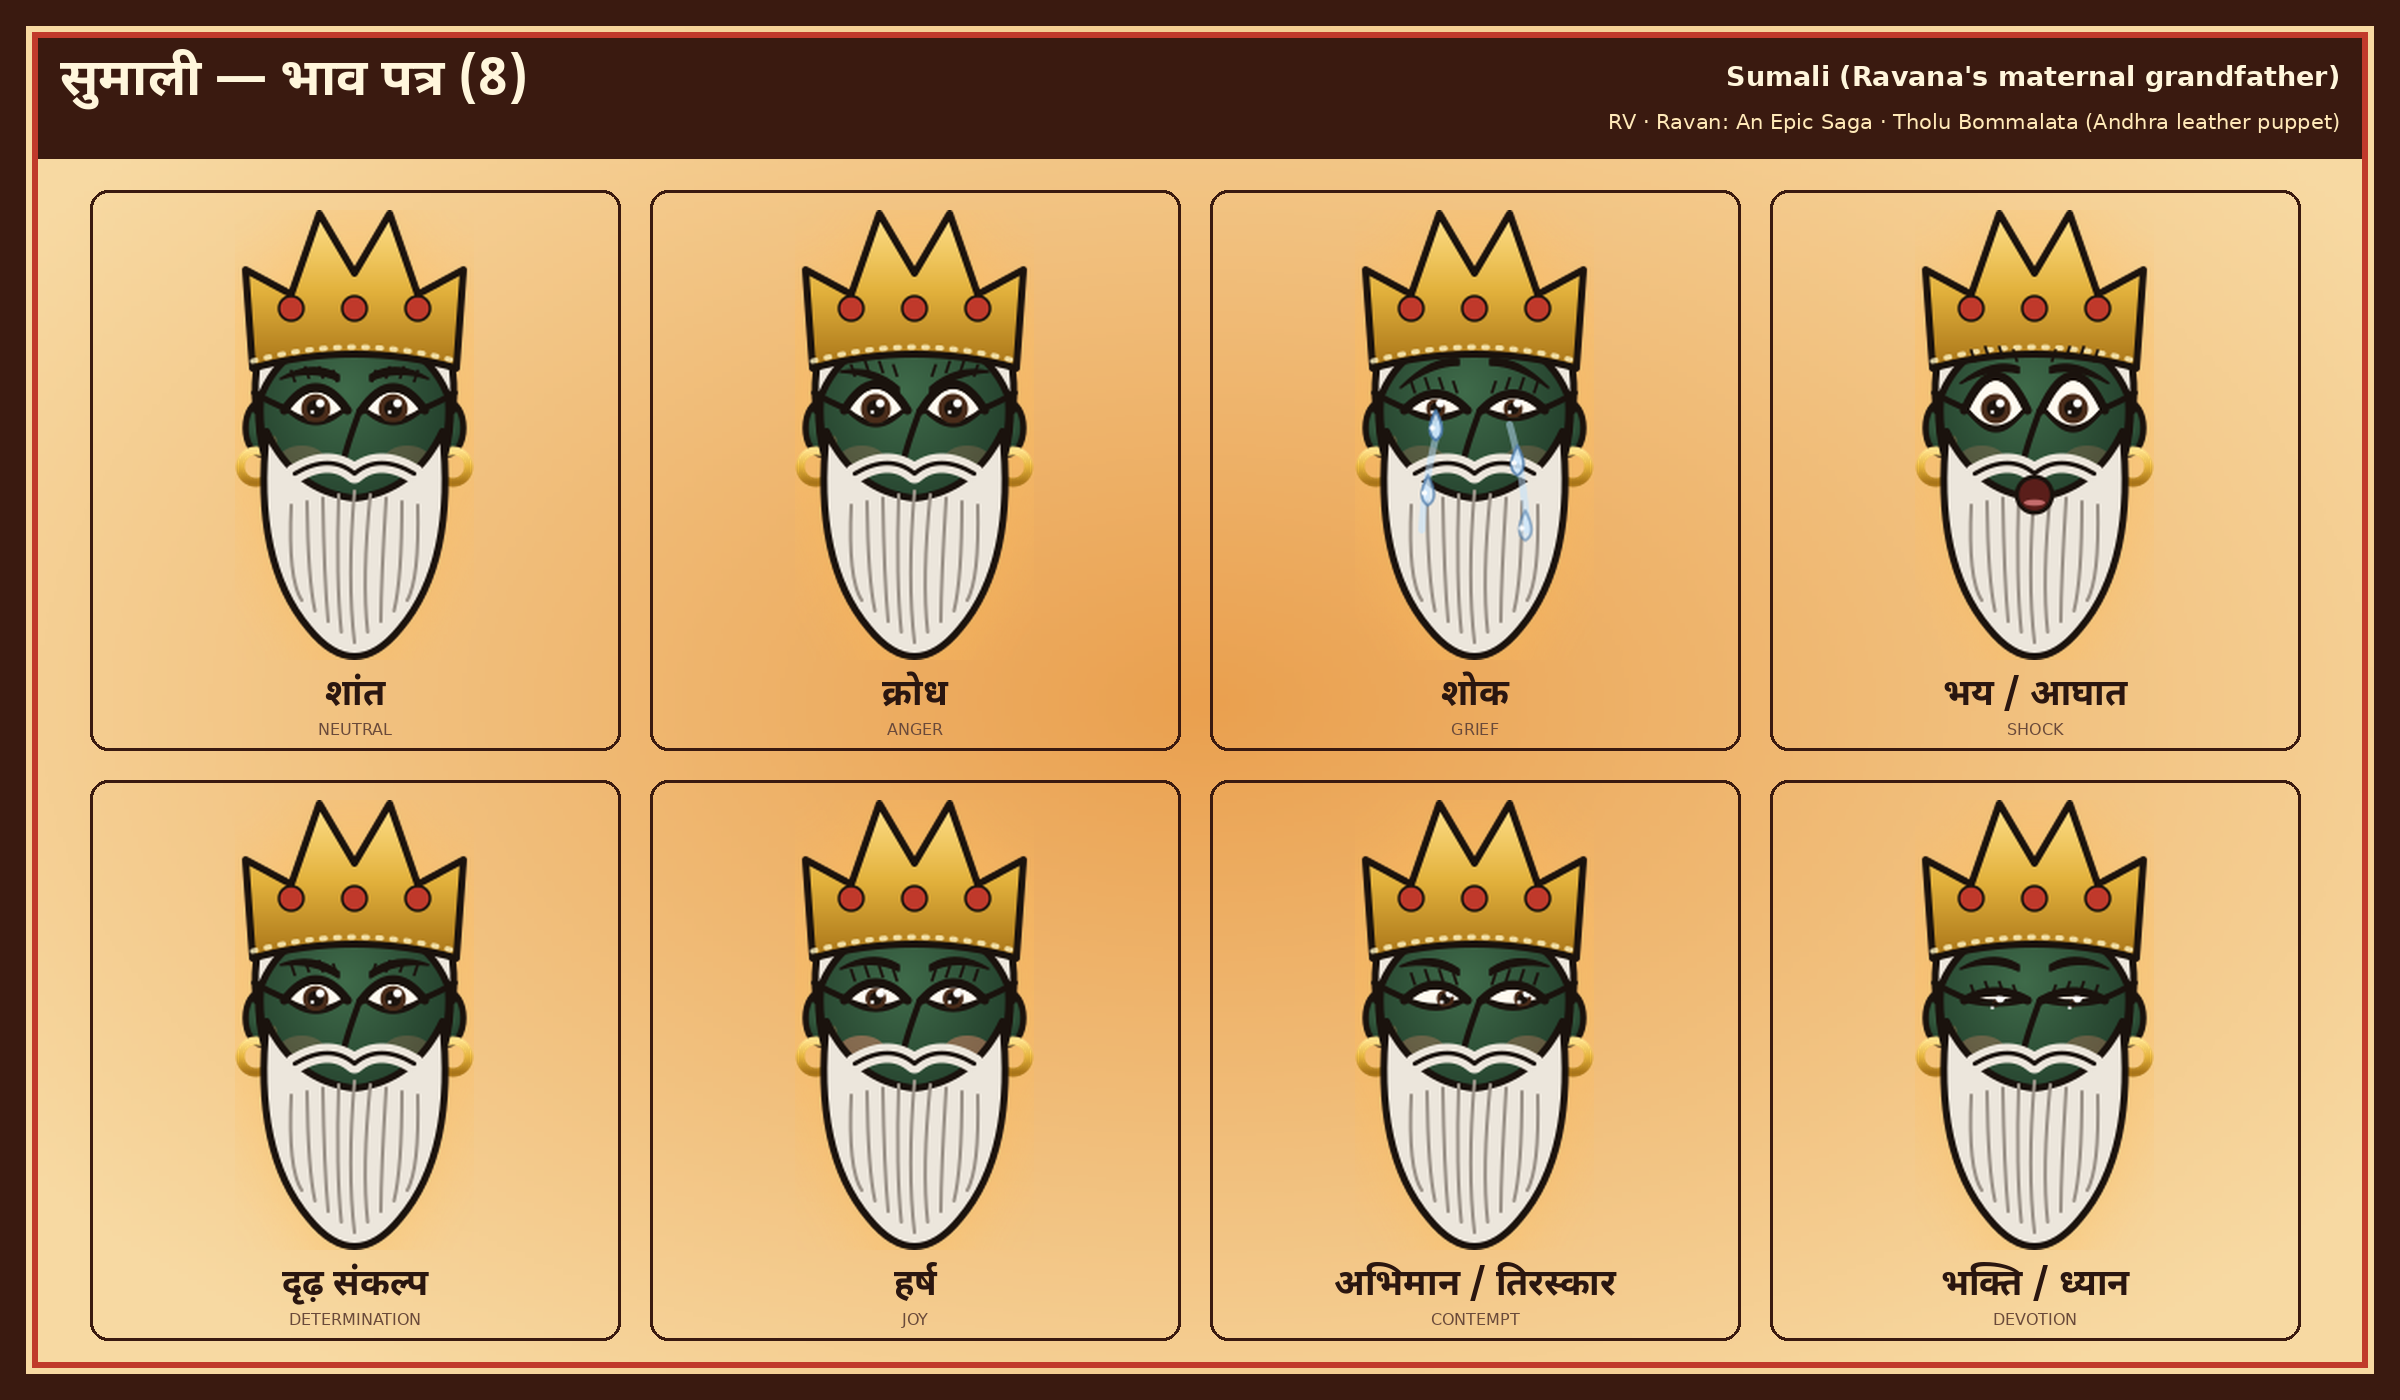 सुमाली — भाव पत्र (8)
Sumali (Ravana's maternal grandfather)
RV · Ravan: An Epic Saga · Tholu Bommalata (Andhra leather puppet)
शांत
NEUTRAL
क्रोध
ANGER
शोक
GRIEF
भय / आघात
SHOCK
दृढ़ संकल्प
DETERMINATION
हर्ष
JOY
अभिमान / तिरस्कार
CONTEMPT
भक्ति / ध्यान
DEVOTION